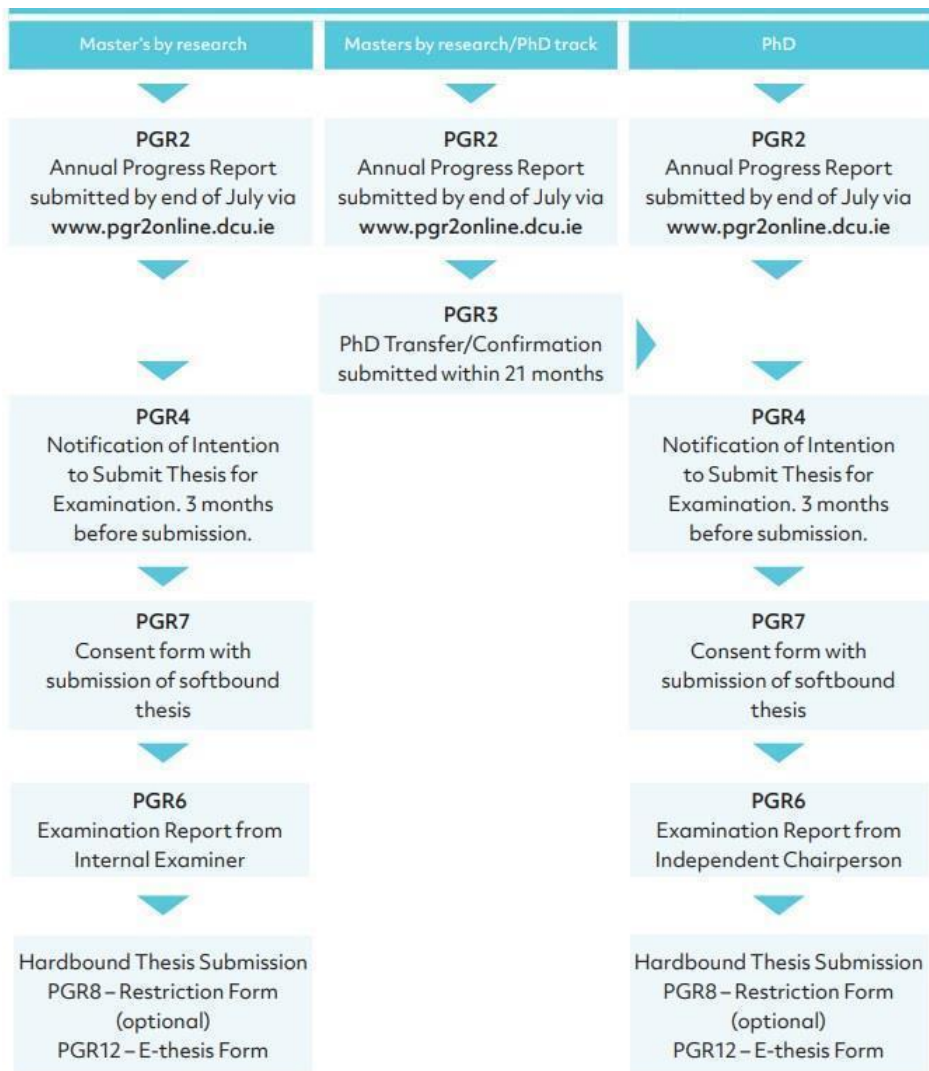 Master's by research
Masters by research/PhD track
PhD
PGR2
Annual Progress Report
submitted by end of July via
www.pgr2online.dcu.ie
PGR2
Annual Progress Report
submitted by end of July via
www.pgr2online.dcu.ie
PGR2
Annual Progress Report
submitted by end of July via
www.pgr2online.dcu.ie
PGR3
PhD Transfer/Confirmation
submitted within 21 months
PGR4
Notification of Intention
to Submit Thesis for
Examination. 3 months
before submission.
PGR4
Notification of Intention
to Submit Thesis for
Examination. 3 months
before submission.
PGR7
Consent form with
submission of softbound
thesis
PGR7
Consent form with
submission of softbound
thesis
PGR6
Examination Report from
Internal Examiner
PGR6
Examination Report from
Independent Chairperson
Hardbound Thesis Submission
PGR8 – Restriction Form
(optional)
PGR12 – E-thesis Form
Hardbound Thesis Submission
PGR8 – Restriction Form
(optional)
PGR12 – E-thesis Form